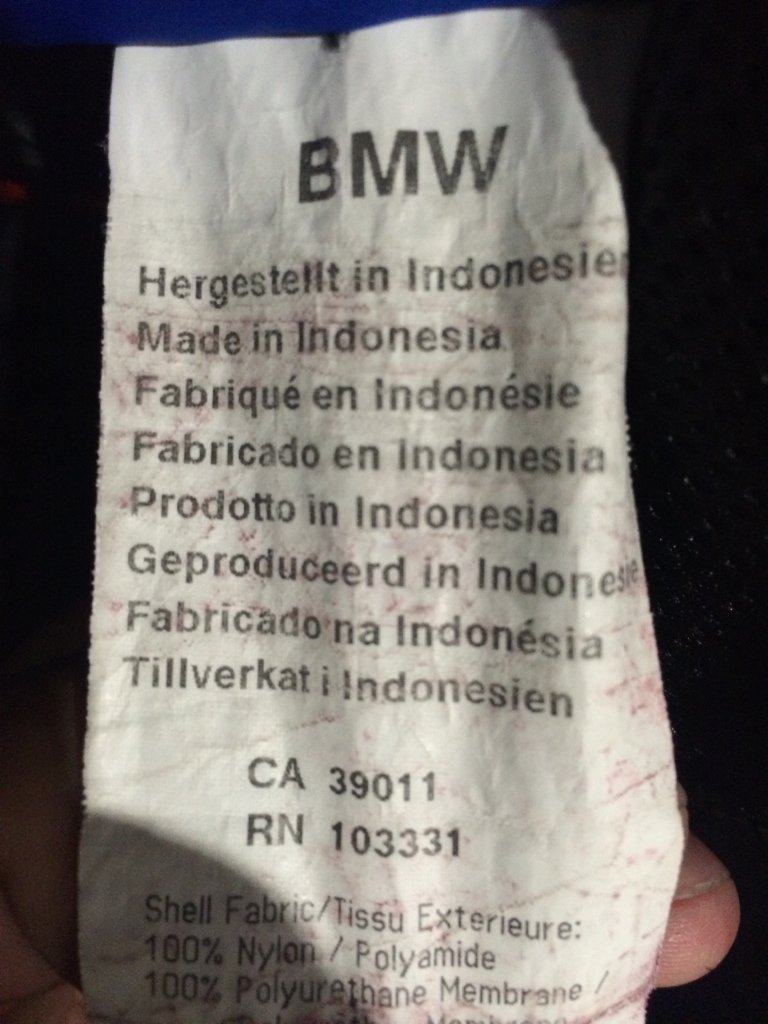 BMW
Hergestellt in Indonesien
Made in Indonesia
Fabriqué en Indonésie
Fabricado en Indonesia
Prodotto in Indonesia
Geproduceerd in Indonesie
Fabricado na Indonésia
Tillverkat i Indonesien
CA 39011
RN 103331
Shell Fabric/Tissu Exterieure:
100% Nylon / Polyamide
100% Polyurethane Membrane /